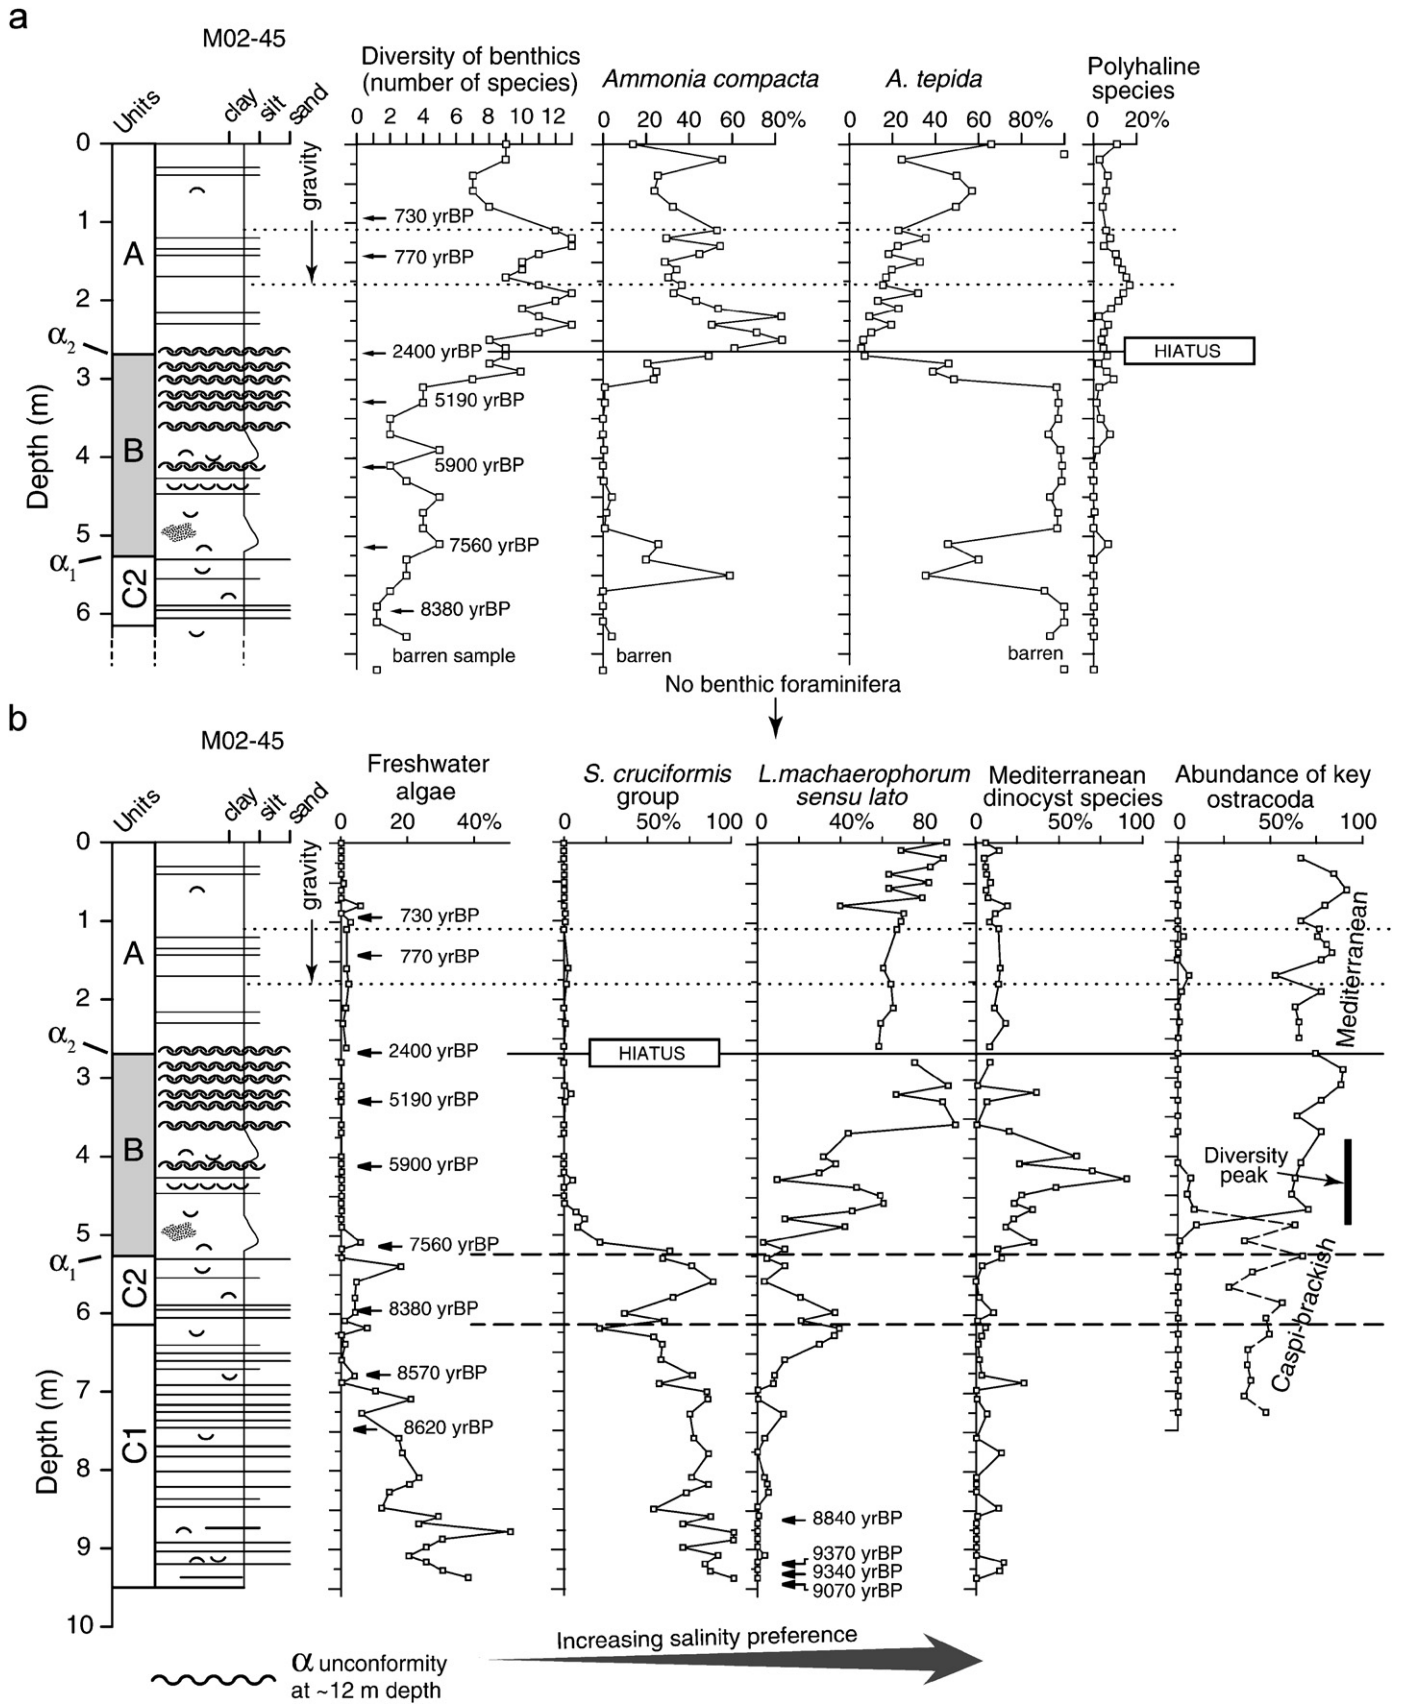 a
M02-45
Units
clay
silt
sand
gravity
Diversity of benthics
(number of species)
0 2 4 6 8 10 12
Ammonia compacta
0 20 40 60 80%
A. tepida
0 20 40 60 80%
Polyhaline
species
0 20%
0
1
2
3
4
5
6
Depth (m)
A
B
C2
α2
α1
730 yrBP
770 yrBP
2400 yrBP
5190 yrBP
5900 yrBP
7560 yrBP
8380 yrBP
HIATUS
barren sample
barren
barren
No benthic foraminifera
b
M02-45
Units
clay
silt
sand
gravity
Freshwater
algae
0 20 40%
S. cruciformis
group
0 50% 100
L.machaerophorum
sensu lato
0 40% 80
Mediterranean
dinocyst species
0 50% 100
Abundance of key
ostracoda
0 50% 100
0
1
2
3
4
5
6
7
8
9
10
Depth (m)
A
B
C2
C1
α2
α1
730 yrBP
770 yrBP
2400 yrBP
5190 yrBP
5900 yrBP
7560 yrBP
8380 yrBP
8570 yrBP
8620 yrBP
8840 yrBP
9370 yrBP
9340 yrBP
9070 yrBP
HIATUS
Mediterranean
Diversity
peak
Caspi-brackish
Increasing salinity preference
α unconformity
at ~12 m depth